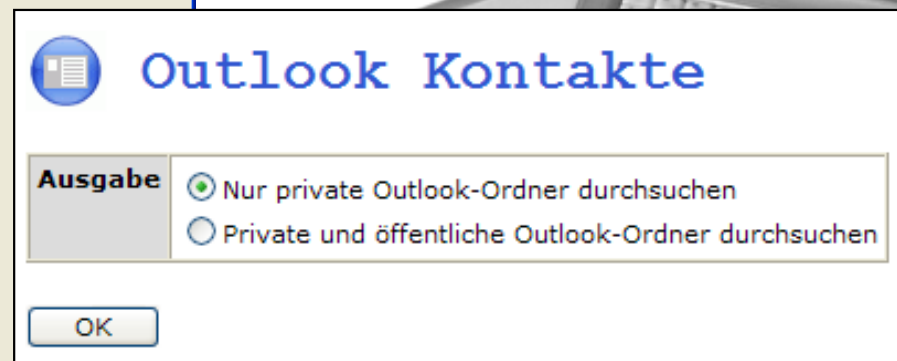 Outlook Kontakte
Ausgabe
Nur private Outlook-Ordner durchsuchen
Private und öffentliche Outlook-Ordner durchsuchen
OK